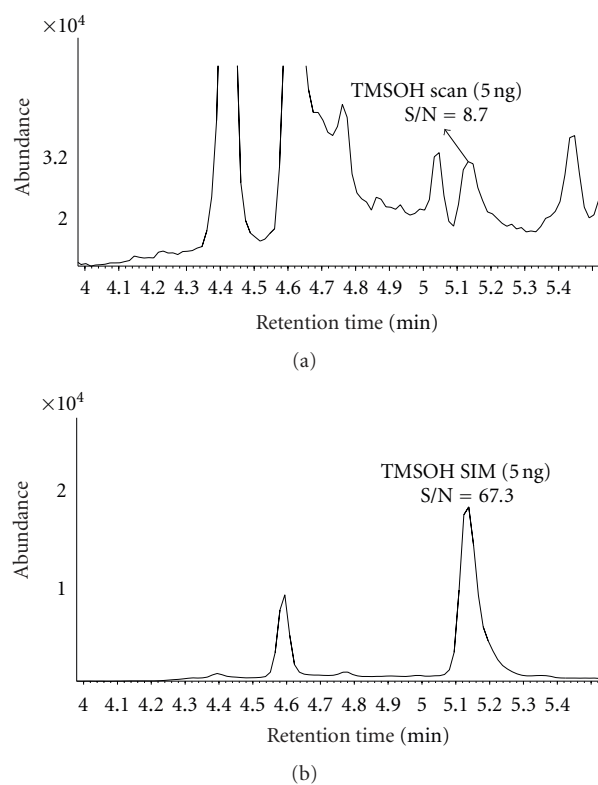 ×10⁴
Abundance
3.2
2
TMSOH scan (5 ng)
S/N = 8.7
4 4.1 4.2 4.3 4.4 4.5 4.6 4.7 4.8 4.9 5 5.1 5.2 5.3 5.4
Retention time (min)
(a)
×10⁴
Abundance
2
1
TMSOH SIM (5 ng)
S/N = 67.3
4 4.1 4.2 4.3 4.4 4.5 4.6 4.7 4.8 4.9 5 5.1 5.2 5.3 5.4
Retention time (min)
(b)